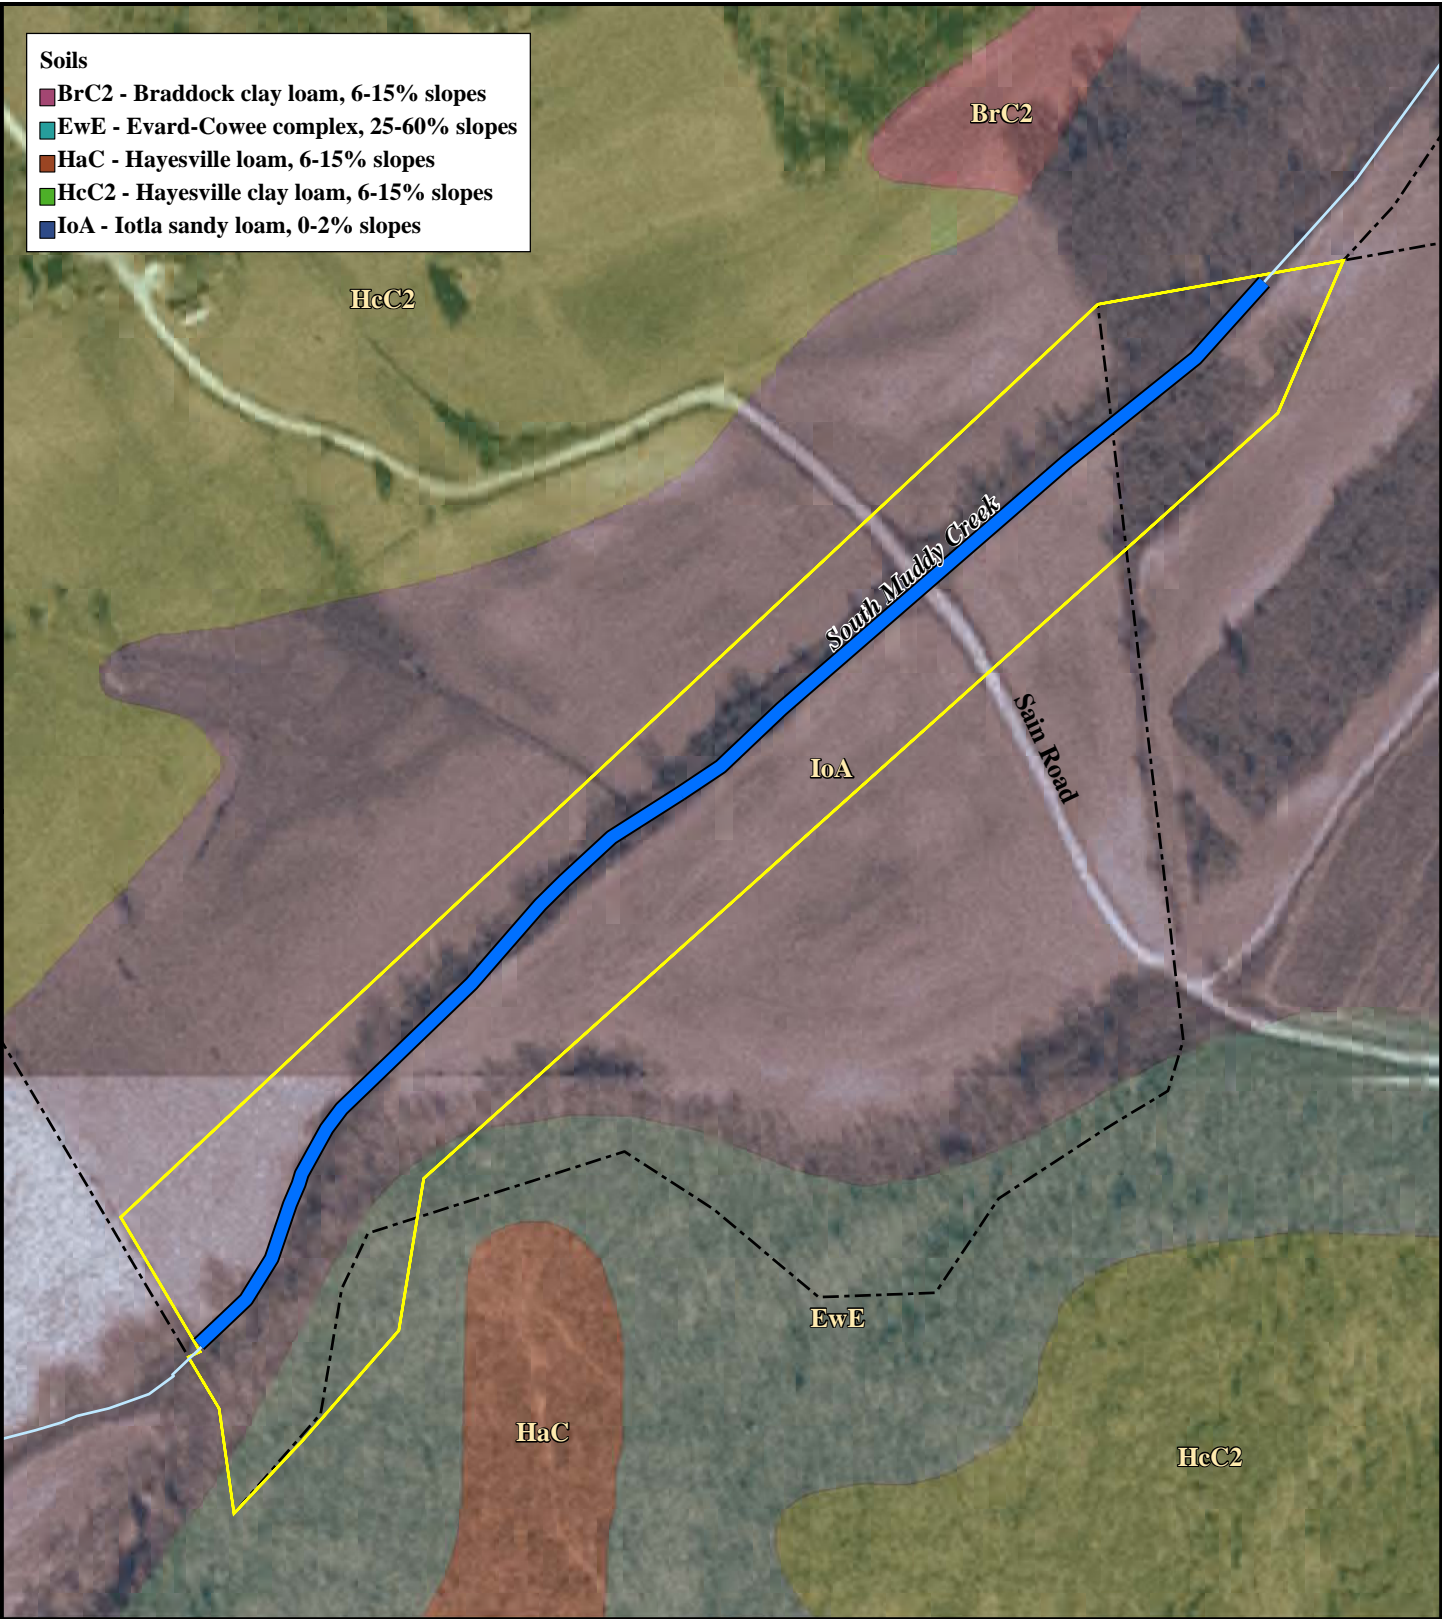 Soils
BrC2 - Braddock clay loam, 6-15% slopes
EwE - Evard-Cowee complex, 25-60% slopes
HaC - Hayesville loam, 6-15% slopes
HcC2 - Hayesville clay loam, 6-15% slopes
IoA - Iotla sandy loam, 0-2% slopes
BrC2
HcC2
South Muddy Creek
Sain Road
IoA
EwE
HaC
HcC2